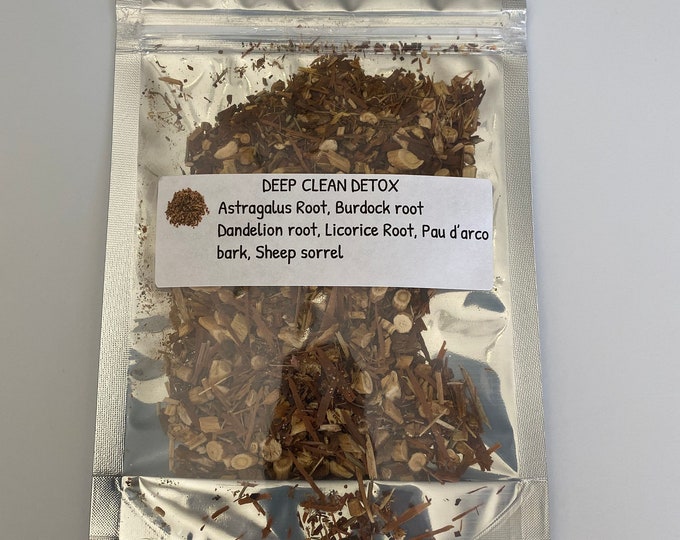 DEEP CLEAN DETOX
Astragalus Root, Burdock root
Dandelion root, Licorice Root, Pau d'arco
bark, Sheep sorrel